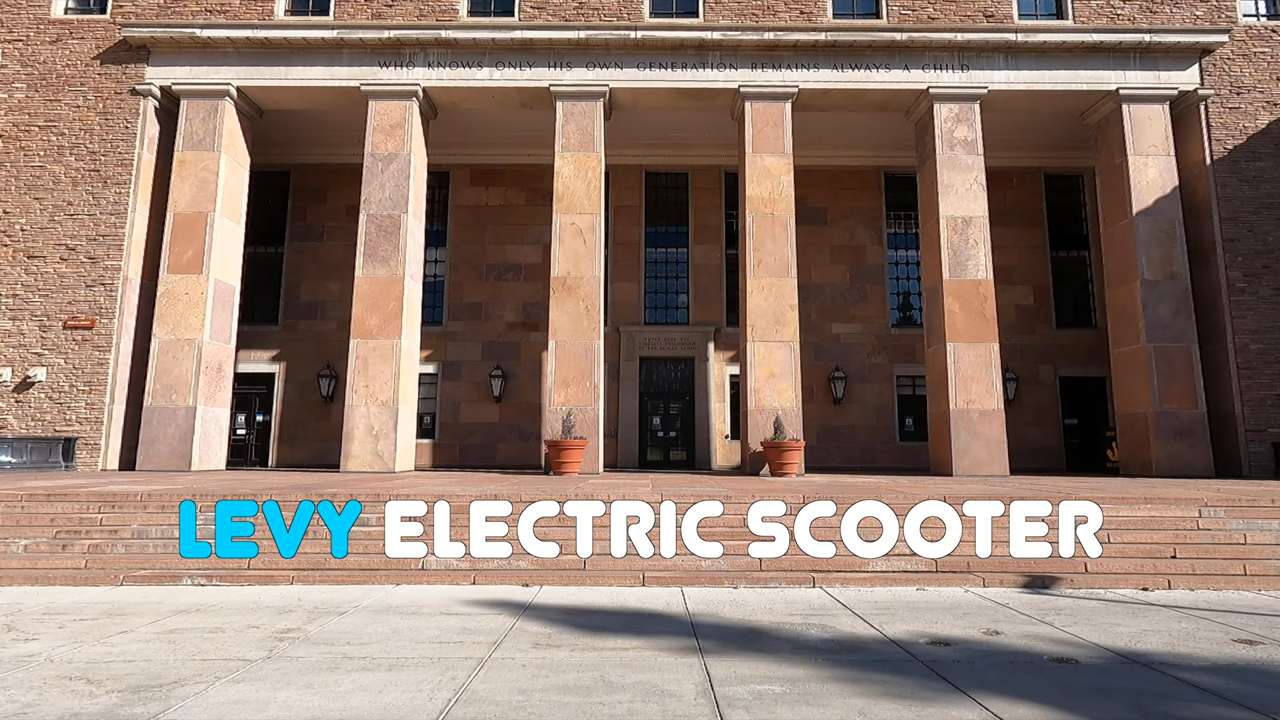 WHO KNOWS ONLY HIS OWN GENERATION REMAINS ALWAYS A CHILD
LEVY ELECTRIC SCOOTER